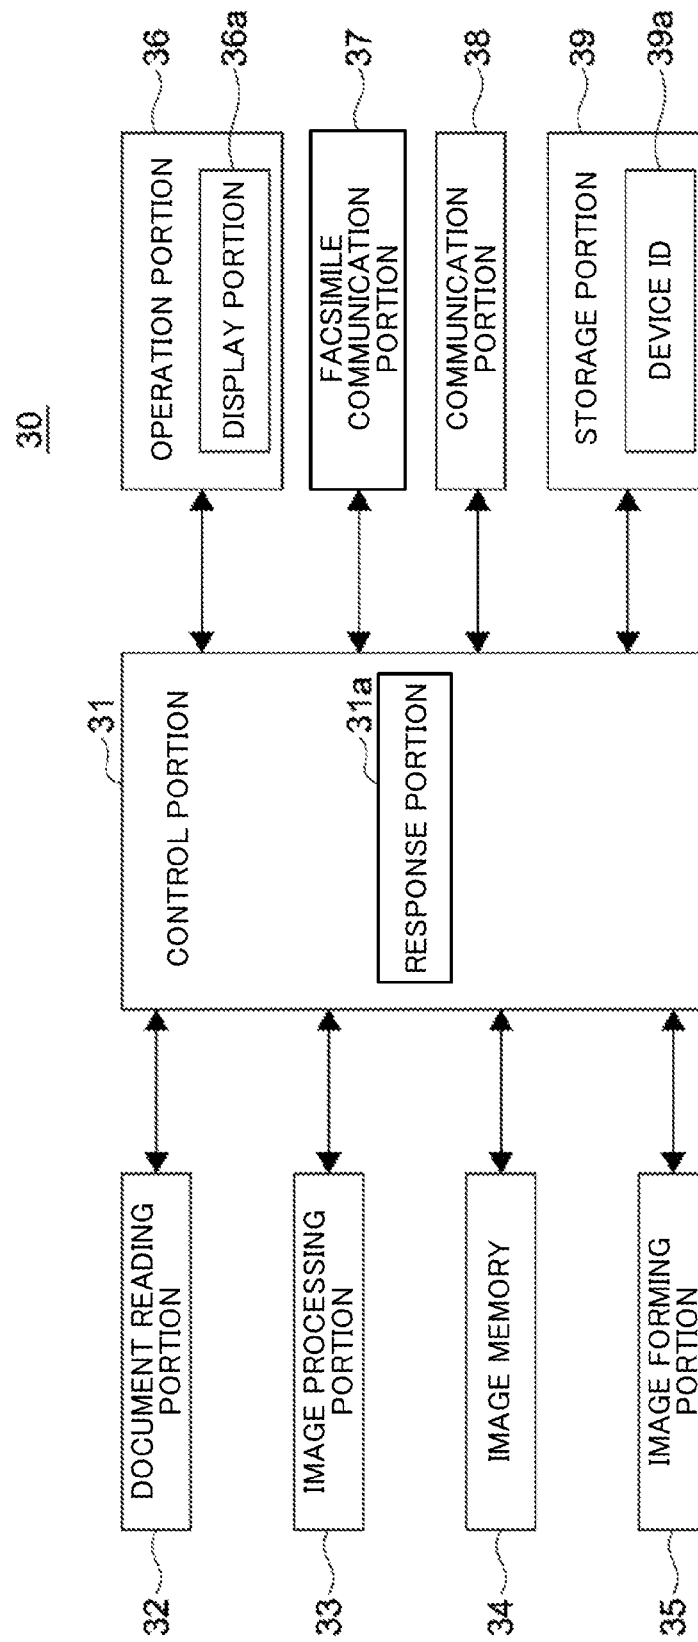 30
32
DOCUMENT READING
PORTION
33
IMAGE PROCESSING
PORTION
34
IMAGE MEMORY
35
IMAGE FORMING
PORTION
31
CONTROL PORTION
31a
RESPONSE PORTION
36
OPERATION PORTION
36a
DISPLAY PORTION
37
FACSIMILE
COMMUNICATION
PORTION
38
COMMUNICATION
PORTION
39
STORAGE PORTION
39a
DEVICE ID